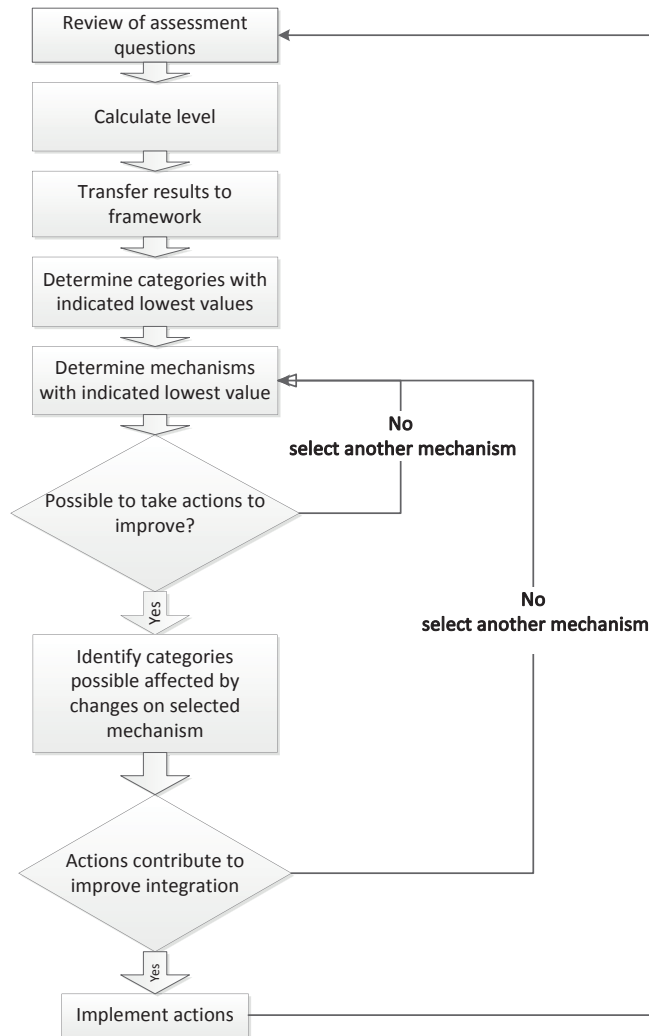 Review of assessment
questions
Calculate level
Transfer results to
framework
Determine categories with
indicated lowest values
Determine mechanisms
with indicated lowest value
No
select another mechanism
Possible to take actions to
improve?
Yes
No
select another mechanism
Identify categories
possible affected by
changes on selected
mechanism
Actions contribute to
improve integration
Yes
Implement actions